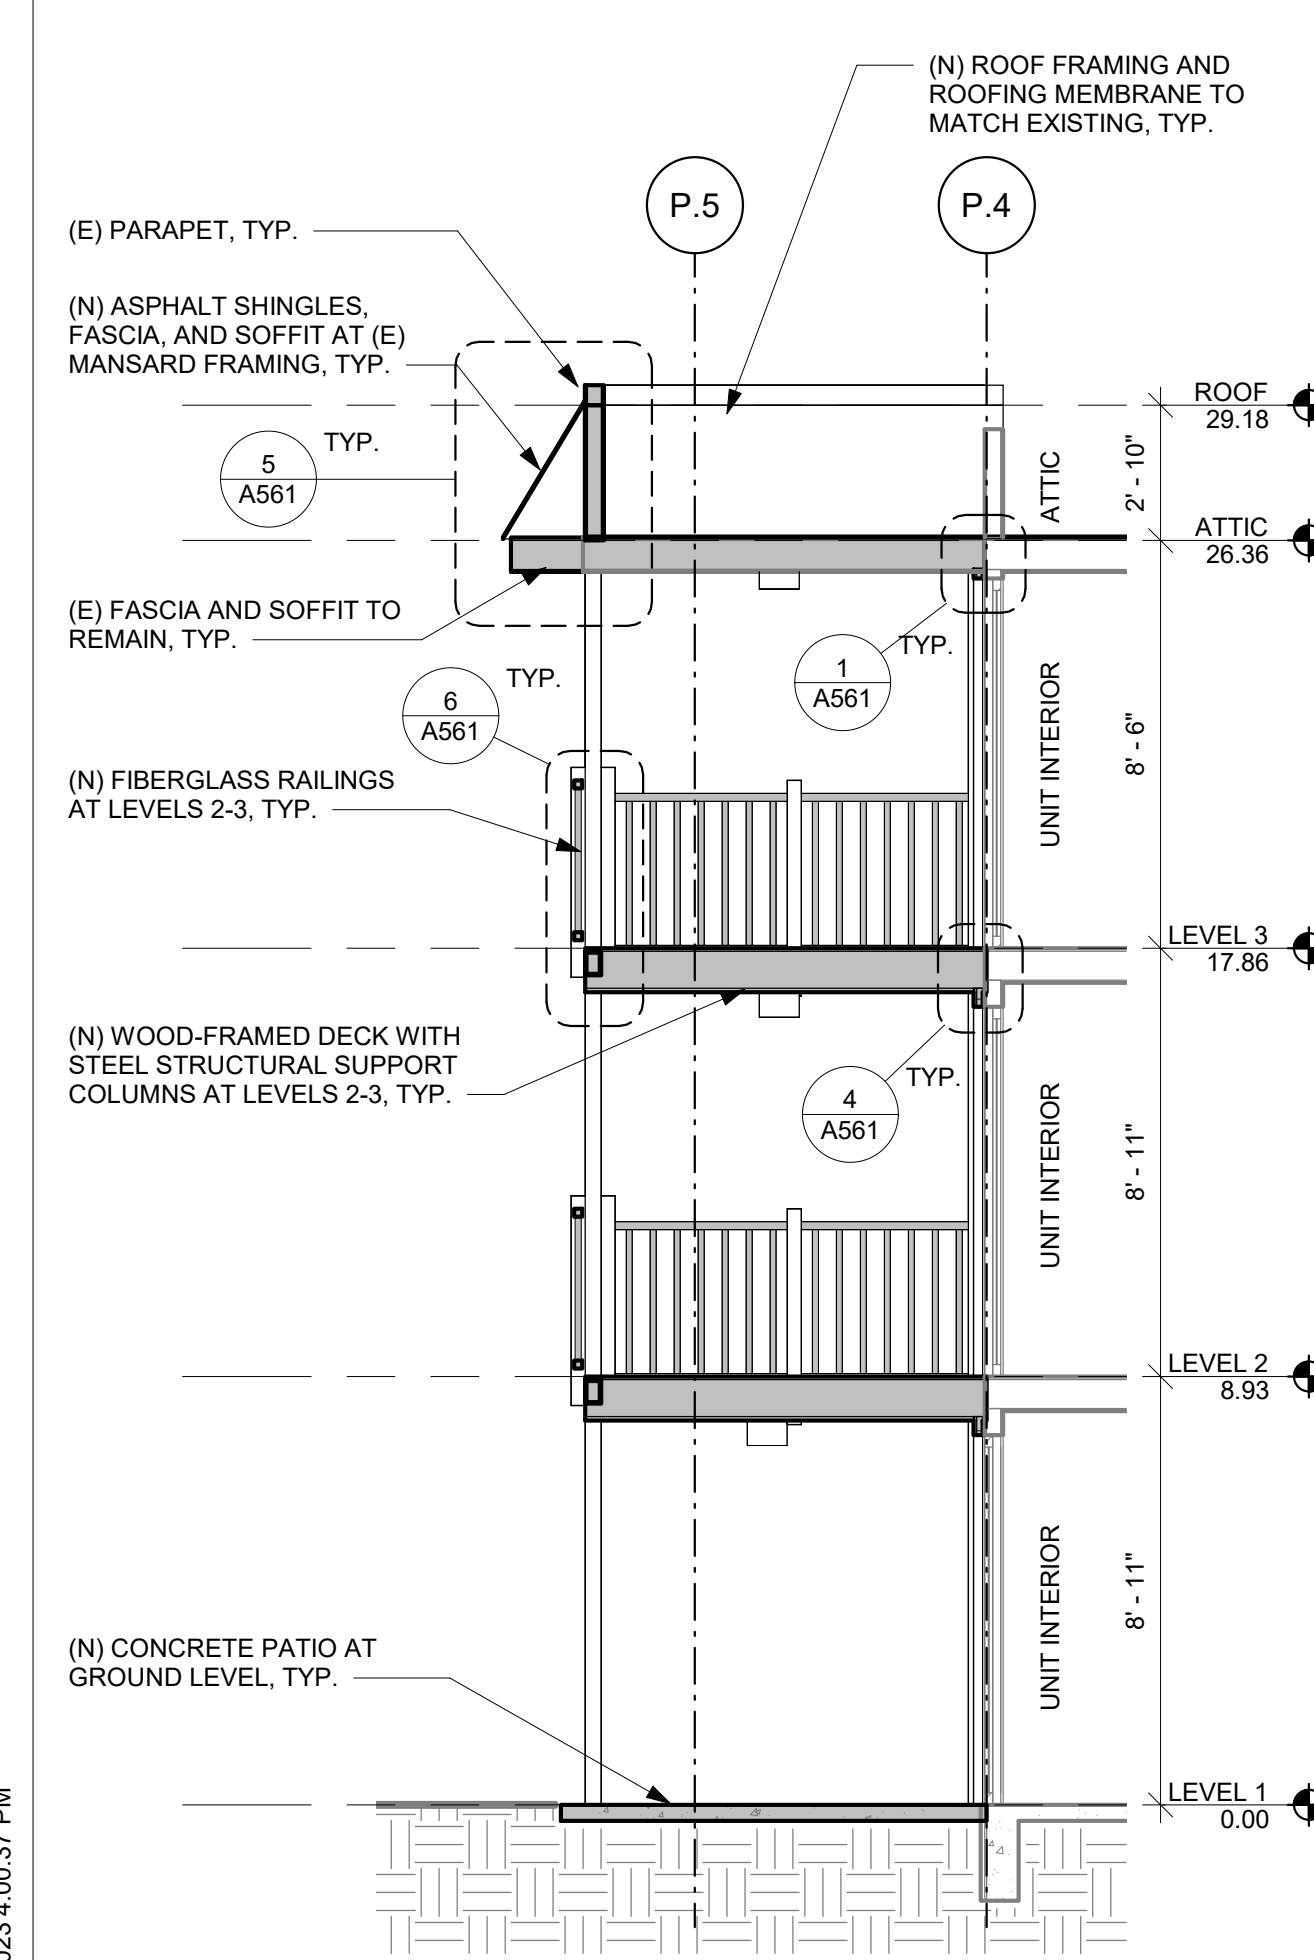 (N) ROOF FRAMING AND
ROOFING MEMBRANE TO
MATCH EXISTING, TYP.
P.5
P.4
(E) PARAPET, TYP.
(N) ASPHALT SHINGLES,
FASCIA, AND SOFFIT AT (E)
MANSARD FRAMING, TYP.
ROOF
29.18
TYP.
5
A561
ATTIC
2' - 10"
ATTIC
26.36
(E) FASCIA AND SOFFIT TO
REMAIN, TYP.
TYP.
1
A561
TYP.
6
A561
UNIT INTERIOR
8' - 6"
(N) FIBERGLASS RAILINGS
AT LEVELS 2-3, TYP.
LEVEL 3
17.86
(N) WOOD-FRAMED DECK WITH
STEEL STRUCTURAL SUPPORT
COLUMNS AT LEVELS 2-3, TYP.
TYP.
4
A561
UNIT INTERIOR
8' - 11"
LEVEL 2
8.93
UNIT INTERIOR
8' - 11"
(N) CONCRETE PATIO AT
GROUND LEVEL, TYP.
LEVEL 1
0.00
023 4:00:37 PM